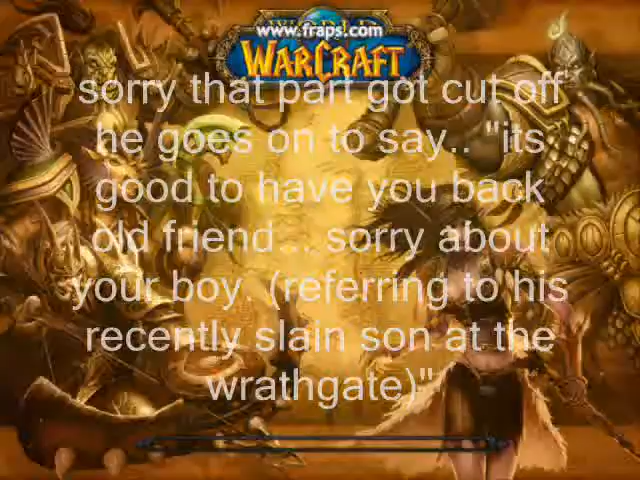 WORLD
www.fraps.com
WARCRAFT
sorry that part got cut off
he goes on to say.. "its
good to have you back
old friend... sorry about
your boy. (referring to his
recently slain son at the
wrathgate)"